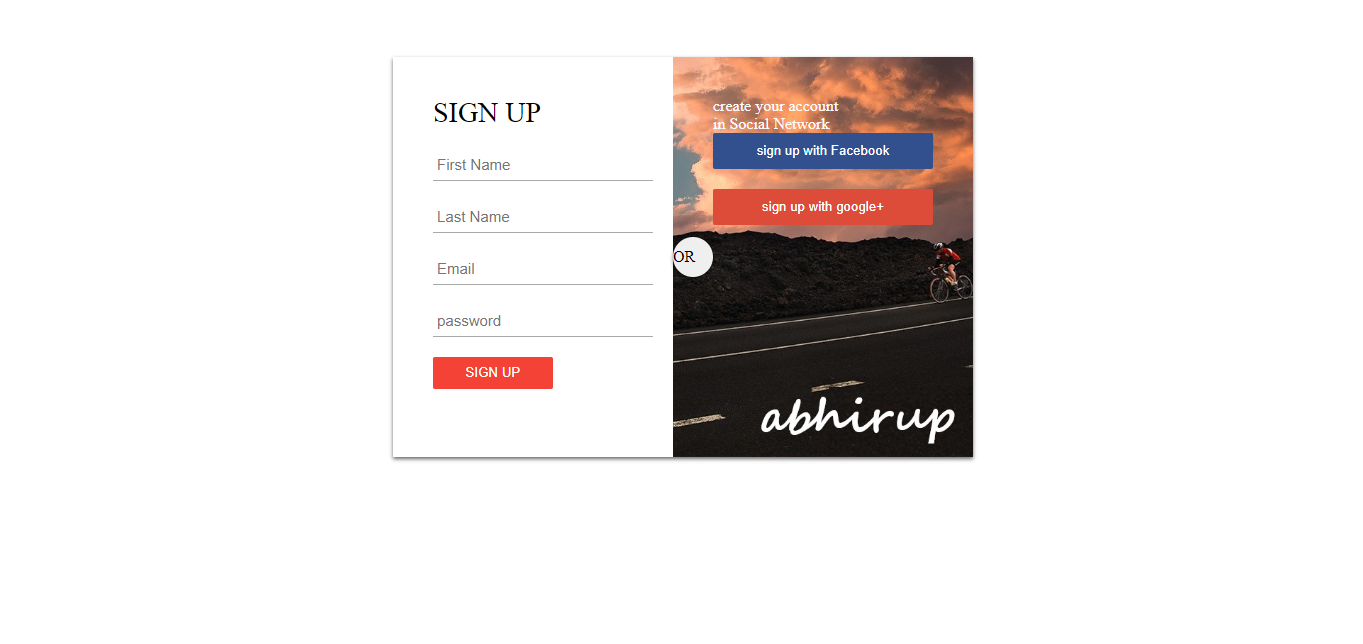 SIGN UP
First Name
Last Name
Email
password
SIGN UP
create your account
in Social Network
sign up with Facebook
sign up with google+
OR
abhirup